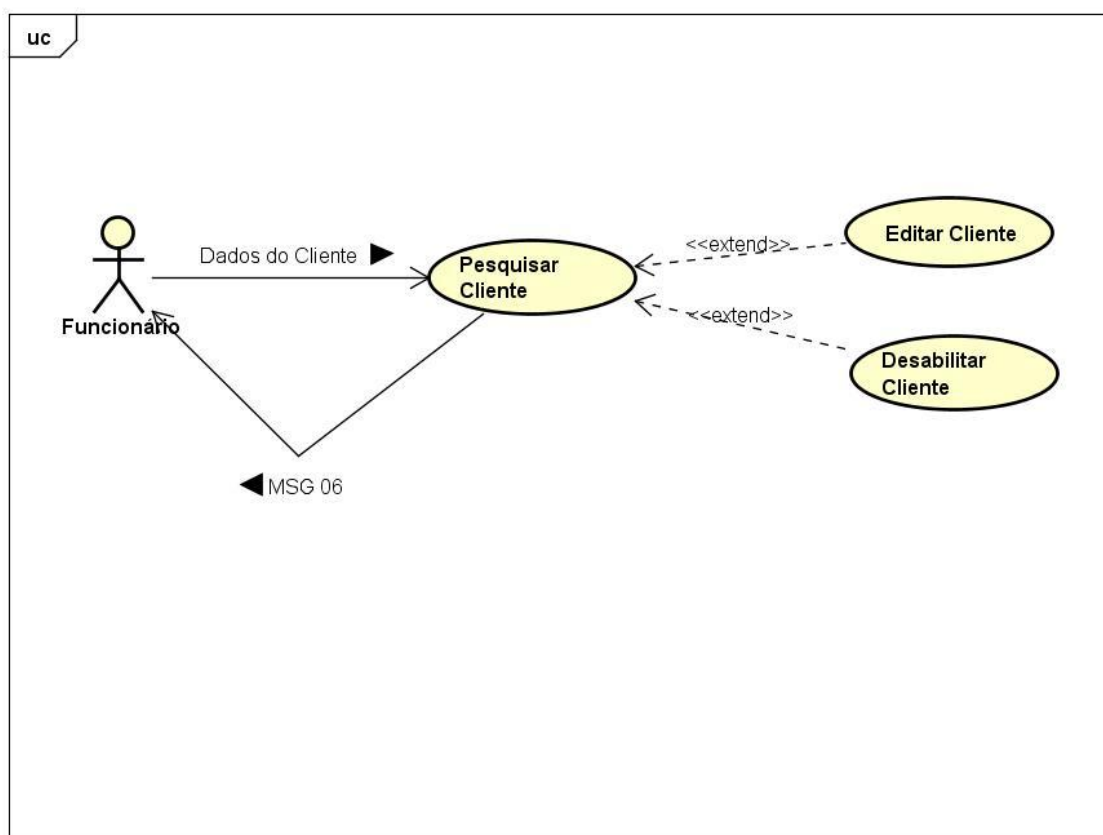 uc
Dados do Cliente
Funcionário
Pesquisar
Cliente
<<extend>>
Editar Cliente
<<extend>>
Desabilitar
Cliente
MSG 06